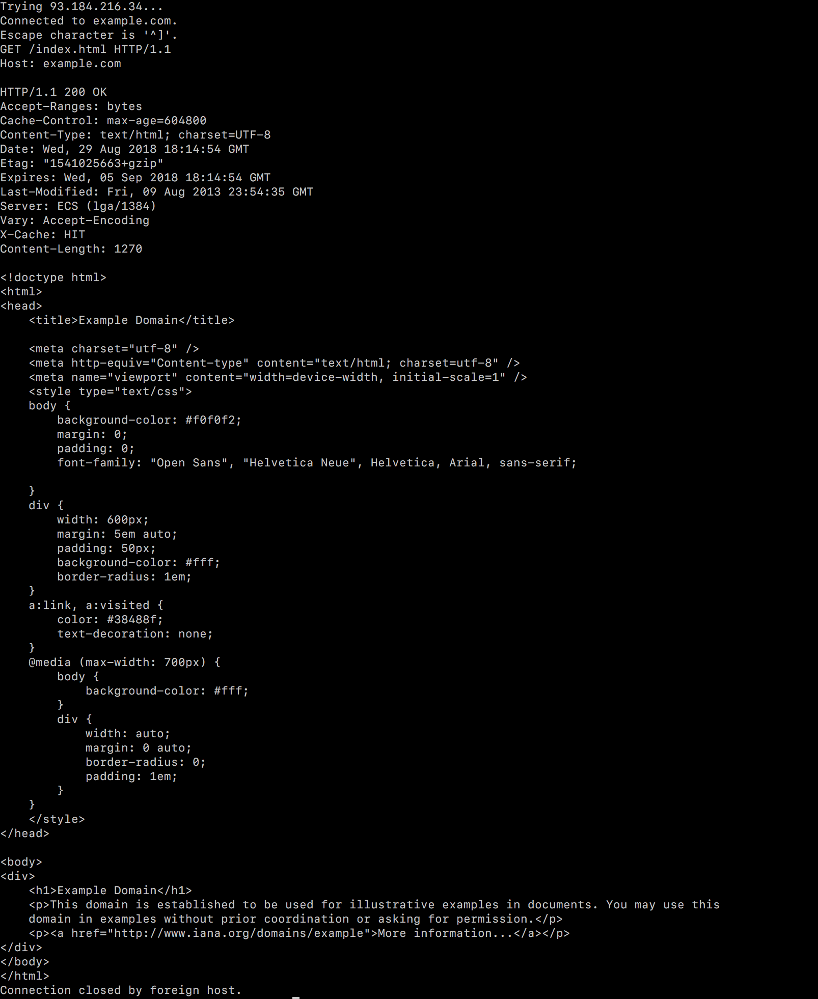 Trying 93.184.216.34...
Connected to example.com.
Escape character is '^]'.
GET /index.html HTTP/1.1
Host: example.com

HTTP/1.1 200 OK
Accept-Ranges: bytes
Cache-Control: max-age=604800
Content-Type: text/html; charset=UTF-8
Date: Wed, 29 Aug 2018 18:14:54 GMT
Etag: "1541025663+gzip"
Expires: Wed, 05 Sep 2018 18:14:54 GMT
Last-Modified: Fri, 09 Aug 2013 23:54:35 GMT
Server: ECS (lga/1384)
Vary: Accept-Encoding
X-Cache: HIT
Content-Length: 1270

<!doctype html>
<html>
<head>
    <title>Example Domain</title>

    <meta charset="utf-8" />
    <meta http-equiv="Content-type" content="text/html; charset=utf-8" />
    <meta name="viewport" content="width=device-width, initial-scale=1" />
    <style type="text/css">
    body {
        background-color: #f0f0f2;
        margin: 0;
        padding: 0;
        font-family: "Open Sans", "Helvetica Neue", Helvetica, Arial, sans-serif;

    }
    div {
        width: 600px;
        margin: 5em auto;
        padding: 50px;
        background-color: #fff;
        border-radius: 1em;
    }
    a:link, a:visited {
        color: #38488f;
        text-decoration: none;
    }
    @media (max-width: 700px) {
        body {
            background-color: #fff;
        }
        div {
            width: auto;
            margin: 0 auto;
            border-radius: 0;
            padding: 1em;
        }
    }
    </style>
</head>

<body>
<div>
    <h1>Example Domain</h1>
    <p>This domain is established to be used for illustrative examples in documents. You may use this
    domain in examples without prior coordination or asking for permission.</p>
    <p><a href="http://www.iana.org/domains/example">More information...</a></p>
</div>
</body>
</html>
Connection closed by foreign host.